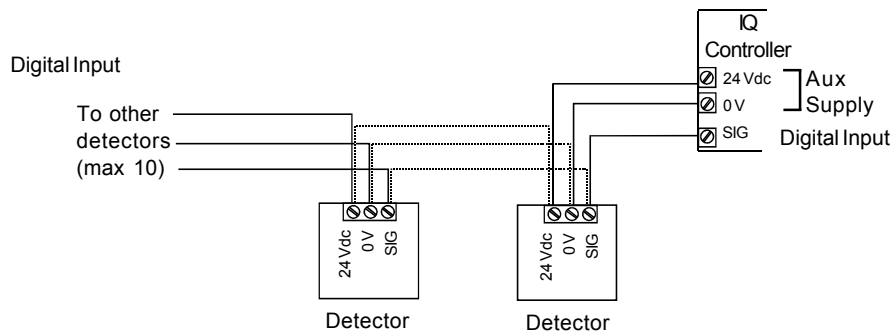 IQ
Controller
Digital Input
24 Vdc
Aux
To other
0 V
Supply
detectors
SIG
Digital Input
(max 10)
24 Vdc
0 V
SIG
24 Vdc
0 V
SIG
Detector
Detector